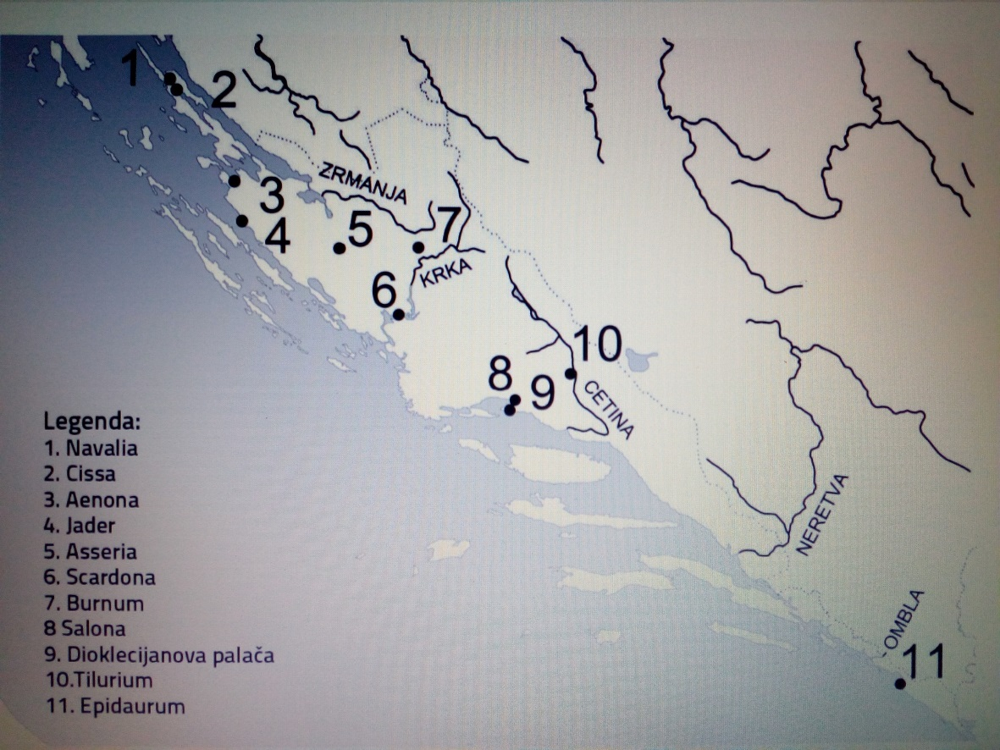 1
2
ZRMANJA
3
4
5
7
KRKA
6
10
8
9
CETINA
NERETVA
OMBLA
11
Legenda:
1. Navalia
2. Cissa
3. Aenona
4. Jader
5. Asseria
6. Scardona
7. Burnum
8 Salona
9. Dioklecijanova palača
10.Tilurium
11. Epidaurum